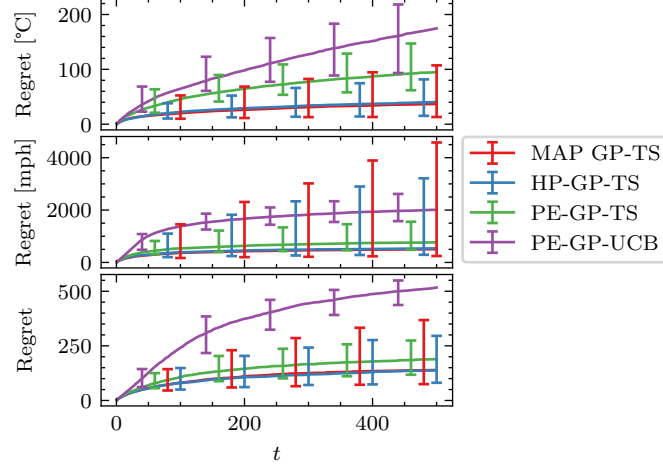 Regret [°C]
200
100
0
Regret [mph]
4000
2000
0
Regret
500
250
0
0
200
400
t
MAP GP-TS
HP-GP-TS
PE-GP-TS
PE-GP-UCB